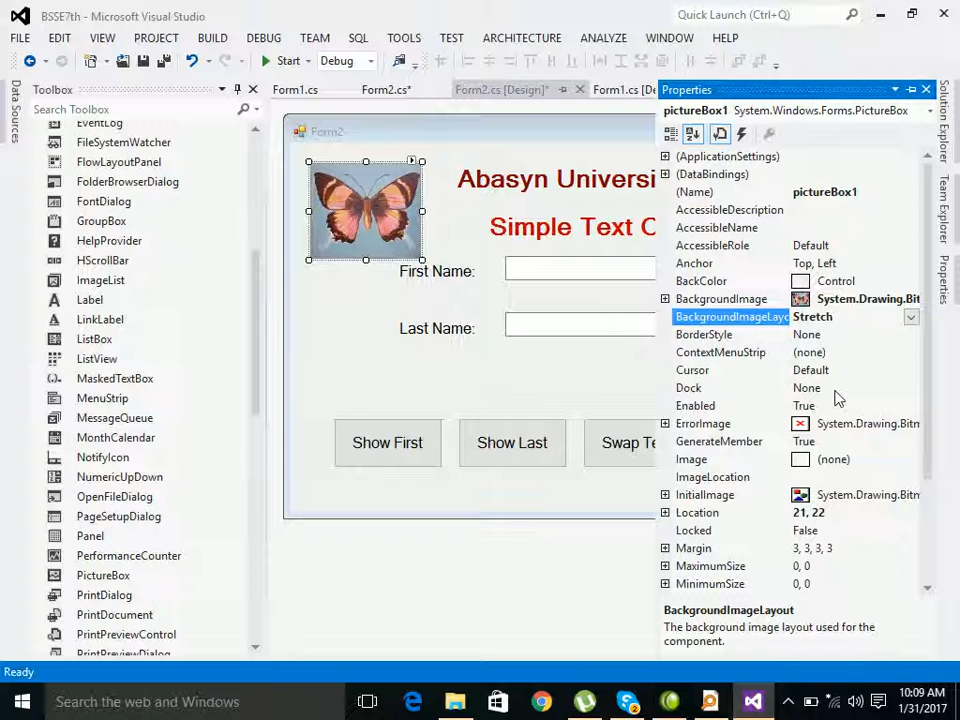 BSSE7th - Microsoft Visual Studio
Quick Launch (Ctrl+Q)
FILE EDIT VIEW PROJECT BUILD DEBUG TEAM SQL TOOLS TEST ARCHITECTURE ANALYZE WINDOW HELP
Start Debug
Data Sources
Toolbox
Search Toolbox
EventLog
FileSystemWatcher
FlowLayoutPanel
FolderBrowserDialog
FontDialog
GroupBox
HelpProvider
HScrollBar
ImageList
Label
LinkLabel
ListBox
ListView
MaskedTextBox
MenuStrip
MessageQueue
MonthCalendar
NotifyIcon
NumericUpDown
OpenFileDialog
PageSetupDialog
Panel
PerformanceCounter
PictureBox
PrintDialog
PrintDocument
PrintPreviewControl
PrintPreviewDialog
Form1.cs Form2.cs* Form2.cs [Design]* Form1.cs [De
Form2
Abasyn Universi
Simple Text C
First Name:
Last Name:
Show First Show Last Swap Te
Properties
pictureBox1 System.Windows.Forms.PictureBox
(ApplicationSettings)
(DataBindings)
(Name) pictureBox1
AccessibleDescription
AccessibleName
AccessibleRole Default
Anchor Top, Left
BackColor Control
BackgroundImage System.Drawing.Bit
BackgroundImageLayc Stretch
BorderStyle None
ContextMenuStrip (none)
Cursor Default
Dock None
Enabled True
ErrorImage System.Drawing.Bitm
GenerateMember True
Image (none)
ImageLocation
InitialImage System.Drawing.Bitm
Location 21, 22
Locked False
Margin 3, 3, 3, 3
MaximumSize 0, 0
MinimumSize 0, 0
BackgroundImageLayout
The background image layout used for the
component.
Solution Explorer
Team Explorer
Properties
Ready
Search the web and Windows
2
10:09 AM
1/31/2017